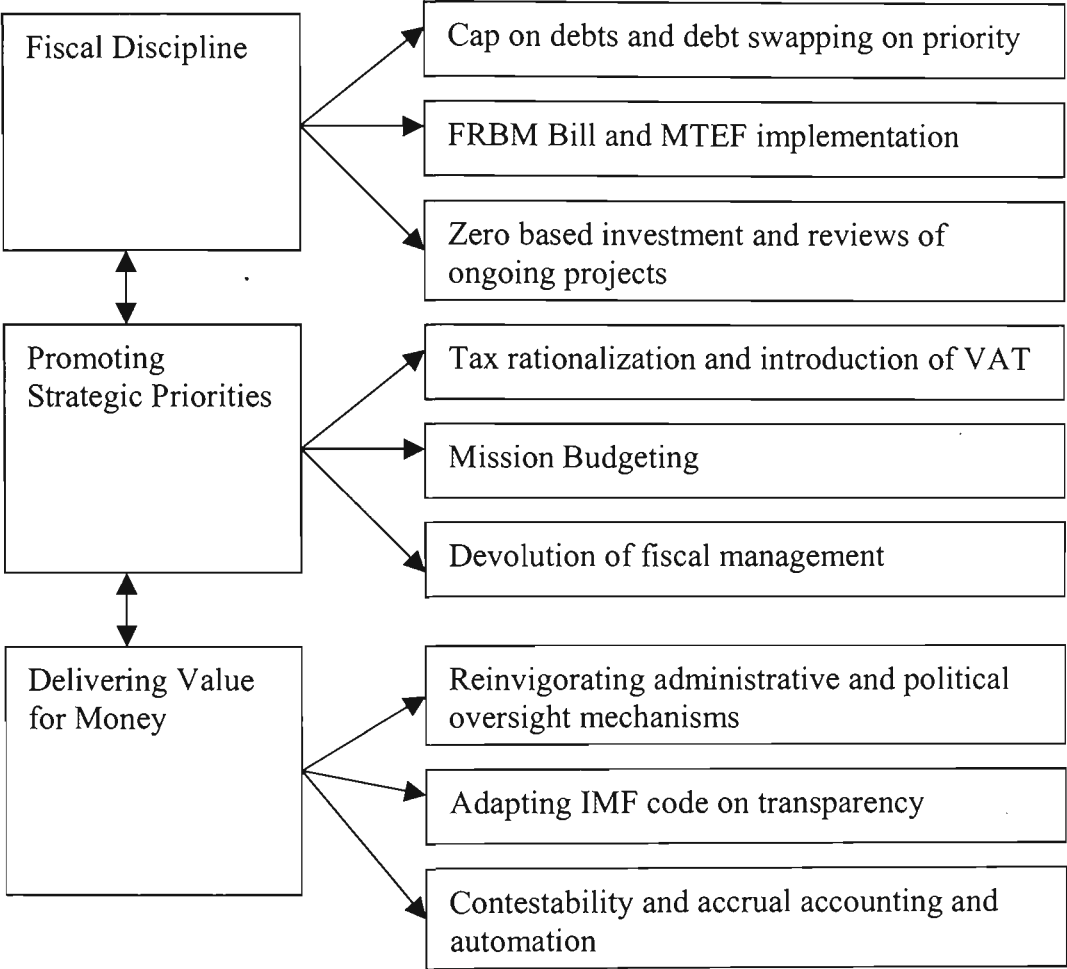 Fiscal Discipline
Cap on debts and debt swapping on priority
FRBM Bill and MTEF implementation
Zero based investment and reviews of
ongoing projects
Promoting
Strategic Priorities
Tax rationalization and introduction of VAT
Mission Budgeting
Devolution of fiscal management
Delivering Value
for Money
Reinvigorating administrative and political
oversight mechanisms
Adapting IMF code on transparency
Contestability and accrual accounting and
automation